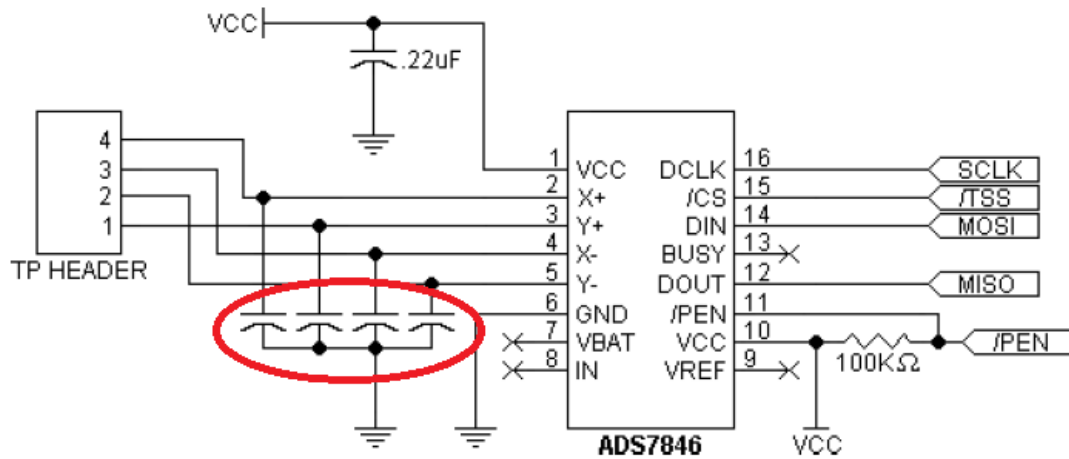 VCC
.22uF
4
3
2
1
TP HEADER
1 VCC DCLK 16 SCLK
2 X+ /CS 15 /TSS
3 Y+ DIN 14 MOSI
4 X- BUSY 13
5 Y- DOUT 12 MISO
6 GND /PEN 11
7 VBAT VCC 10 /PEN
8 IN VREF 9 100KΩ
ADS7846 VCC